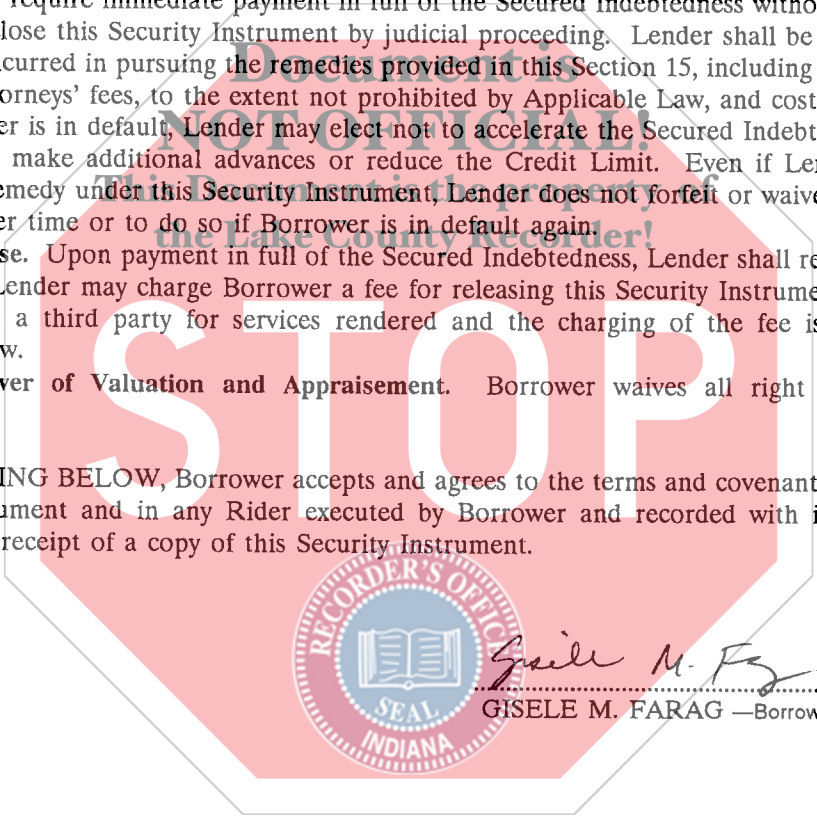 require immediate payment in full of the Secured Indebtedness witho
lose this Security Instrument by judicial proceeding. Lender shall be
curred in pursuing the remedies provided in this Section 15, including
orneys' fees, to the extent not prohibited by Applicable Law, and cost
er is in default, Lender may elect not to accelerate the Secured Indebt
make additional advances or reduce the Credit Limit. Even if Le
emedy under this Security Instrument, Lender does not forfeit or waive
er time or to do so if Borrower is in default again.
se. Upon payment in full of the Secured Indebtedness, Lender shall re
Lender may charge Borrower a fee for releasing this Security Instrume
a third party for services rendered and the charging of the fee is
w.
ver of Valuation and Appraisement. Borrower waives all right
ING BELOW, Borrower accepts and agrees to the terms and covenant
ument and in any Rider executed by Borrower and recorded with i
receipt of a copy of this Security Instrument.
Gisele M. F
GISELE M. FARAG —Borrow
Document is
NOT OFFICIAL!
This Document is the property of
the Lake County Recorder!
STOP
RECORDER'S OFFICE
SEAL
INDIANA